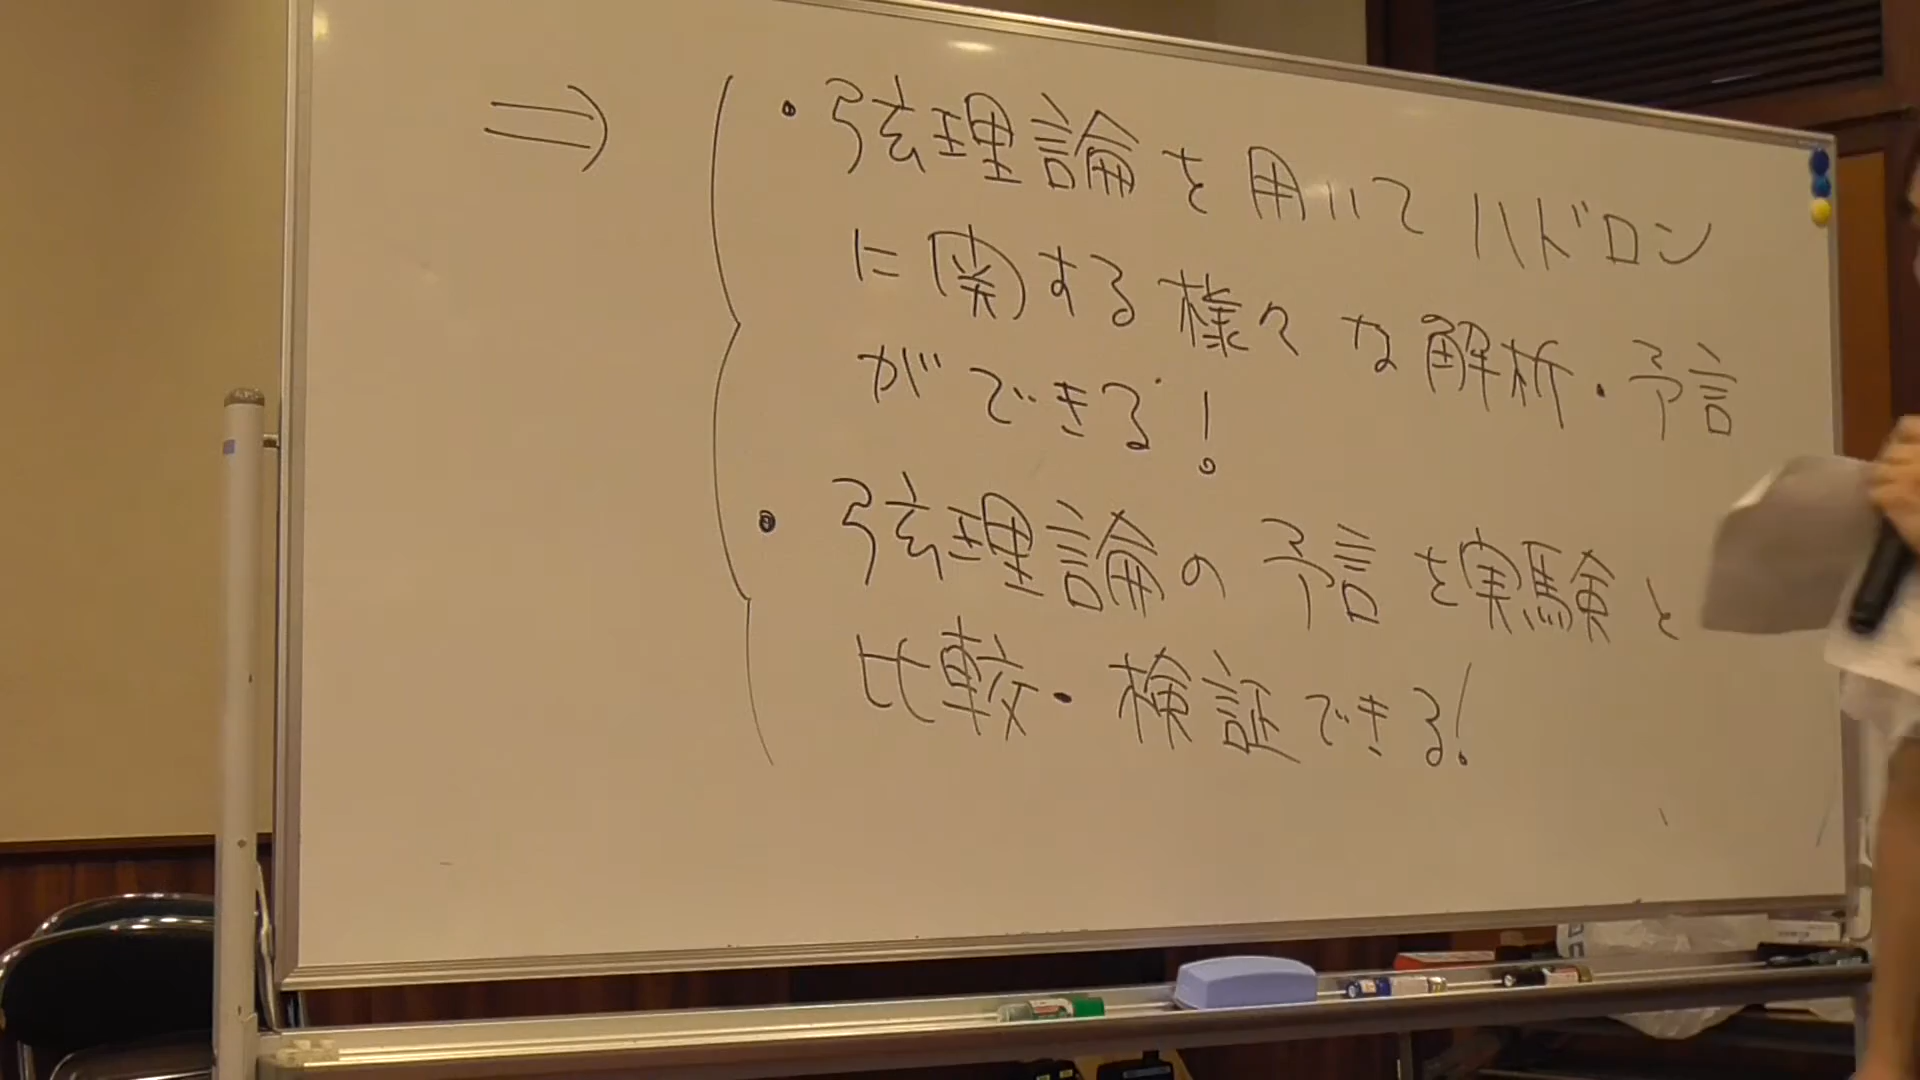 ⇒ ・弦理論を用いてハドロン
に関する様々な解析・予言
ができる!
・弦理論の予言を実験と
比較・検証できる!